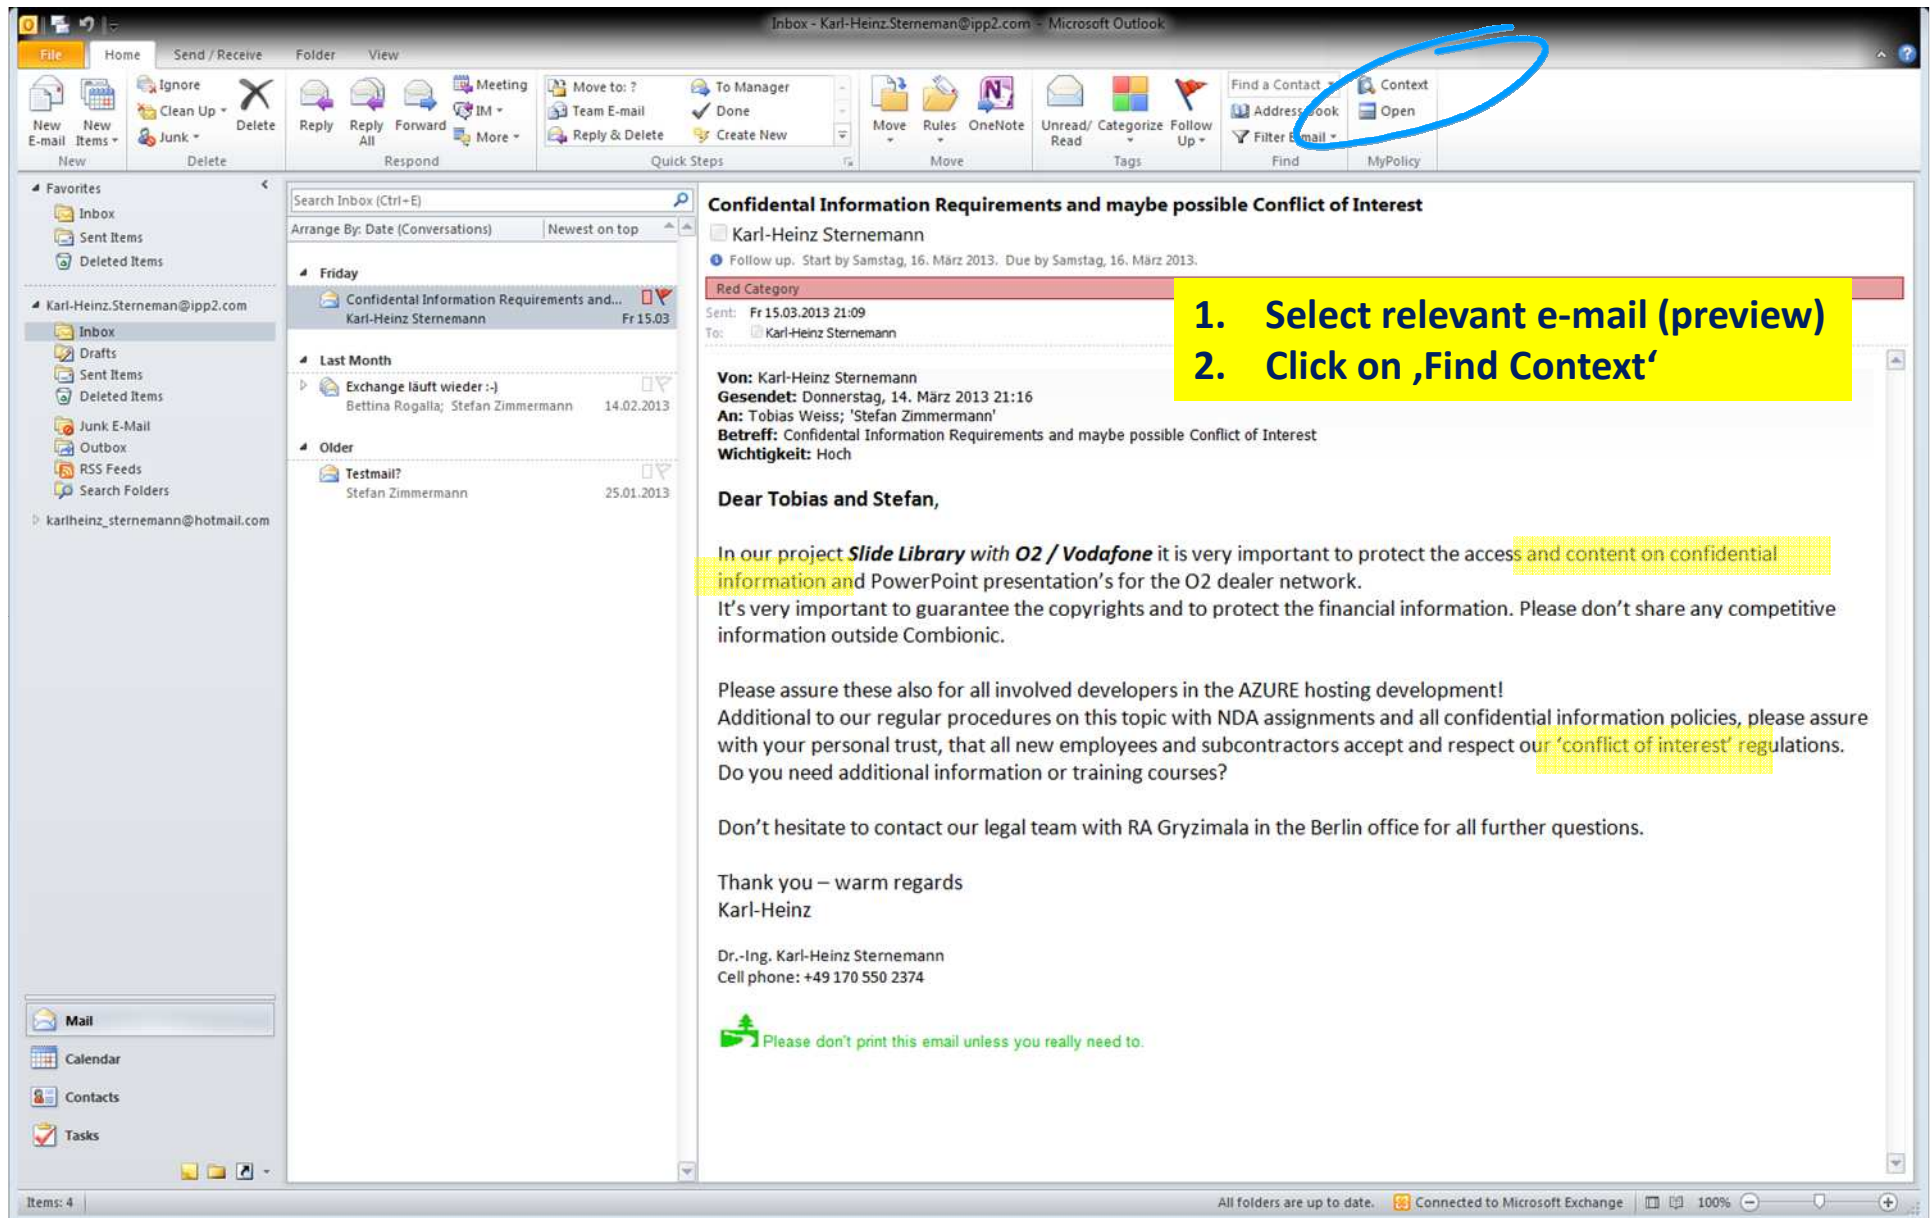 Inbox - Karl-Heinz.Sterneman@ipp2.com - Microsoft Outlook
File Home Send / Receive Folder View
New E-mail
New Items
New
Ignore
Clean Up
Junk
Delete
Delete
Reply
Reply All
Forward
Meeting
IM
More
Respond
Move to: ?
Team E-mail
Reply & Delete
To Manager
Done
Create New
Quick Steps
Move
Rules
OneNote
Move
Unread/ Read
Categorize
Follow Up
Tags
Find a Contact
Address Book
Filter E-mail
Find
Context
Open
MyPolicy
Favorites
Inbox
Sent Items
Deleted Items
Karl-Heinz.Sterneman@ipp2.com
Inbox
Drafts
Sent Items
Deleted Items
Junk E-Mail
Outbox
RSS Feeds
Search Folders
karlheinz_sternemann@hotmail.com
Mail
Calendar
Contacts
Tasks
Search Inbox (Ctrl+E)
Arrange By: Date (Conversations) Newest on top
Friday
Confidental Information Requirements and...
Karl-Heinz Sternemann Fr 15.03
Last Month
Exchange läuft wieder :-)
Bettina Rogalla; Stefan Zimmermann 14.02.2013
Older
Testmail?
Stefan Zimmermann 25.01.2013
Confidental Information Requirements and maybe possible Conflict of Interest
Karl-Heinz Sternemann
Follow up. Start by Samstag, 16. März 2013. Due by Samstag, 16. März 2013.
Red Category
Sent: Fr 15.03.2013 21:09
To: Karl-Heinz Sternemann
1. Select relevant e-mail (preview)
2. Click on ‚Find Context‘
Von: Karl-Heinz Sternemann
Gesendet: Donnerstag, 14. März 2013 21:16
An: Tobias Weiss; 'Stefan Zimmermann'
Betreff: Confidental Information Requirements and maybe possible Conflict of Interest
Wichtigkeit: Hoch
Dear Tobias and Stefan,
In our project Slide Library with O2 / Vodafone it is very important to protect the access and content on confidential
information and PowerPoint presentation's for the O2 dealer network.
It's very important to guarantee the copyrights and to protect the financial information. Please don't share any competitive
information outside Combionic.
Please assure these also for all involved developers in the AZURE hosting development!
Additional to our regular procedures on this topic with NDA assignments and all confidential information policies, please assure
with your personal trust, that all new employees and subcontractors accept and respect our 'conflict of interest' regulations.
Do you need additional information or training courses?
Don't hesitate to contact our legal team with RA Gryzimala in the Berlin office for all further questions.
Thank you – warm regards
Karl-Heinz
Dr.-Ing. Karl-Heinz Sternemann
Cell phone: +49 170 550 2374
Please don't print this email unless you really need to.
Items: 4
All folders are up to date. Connected to Microsoft Exchange 100%